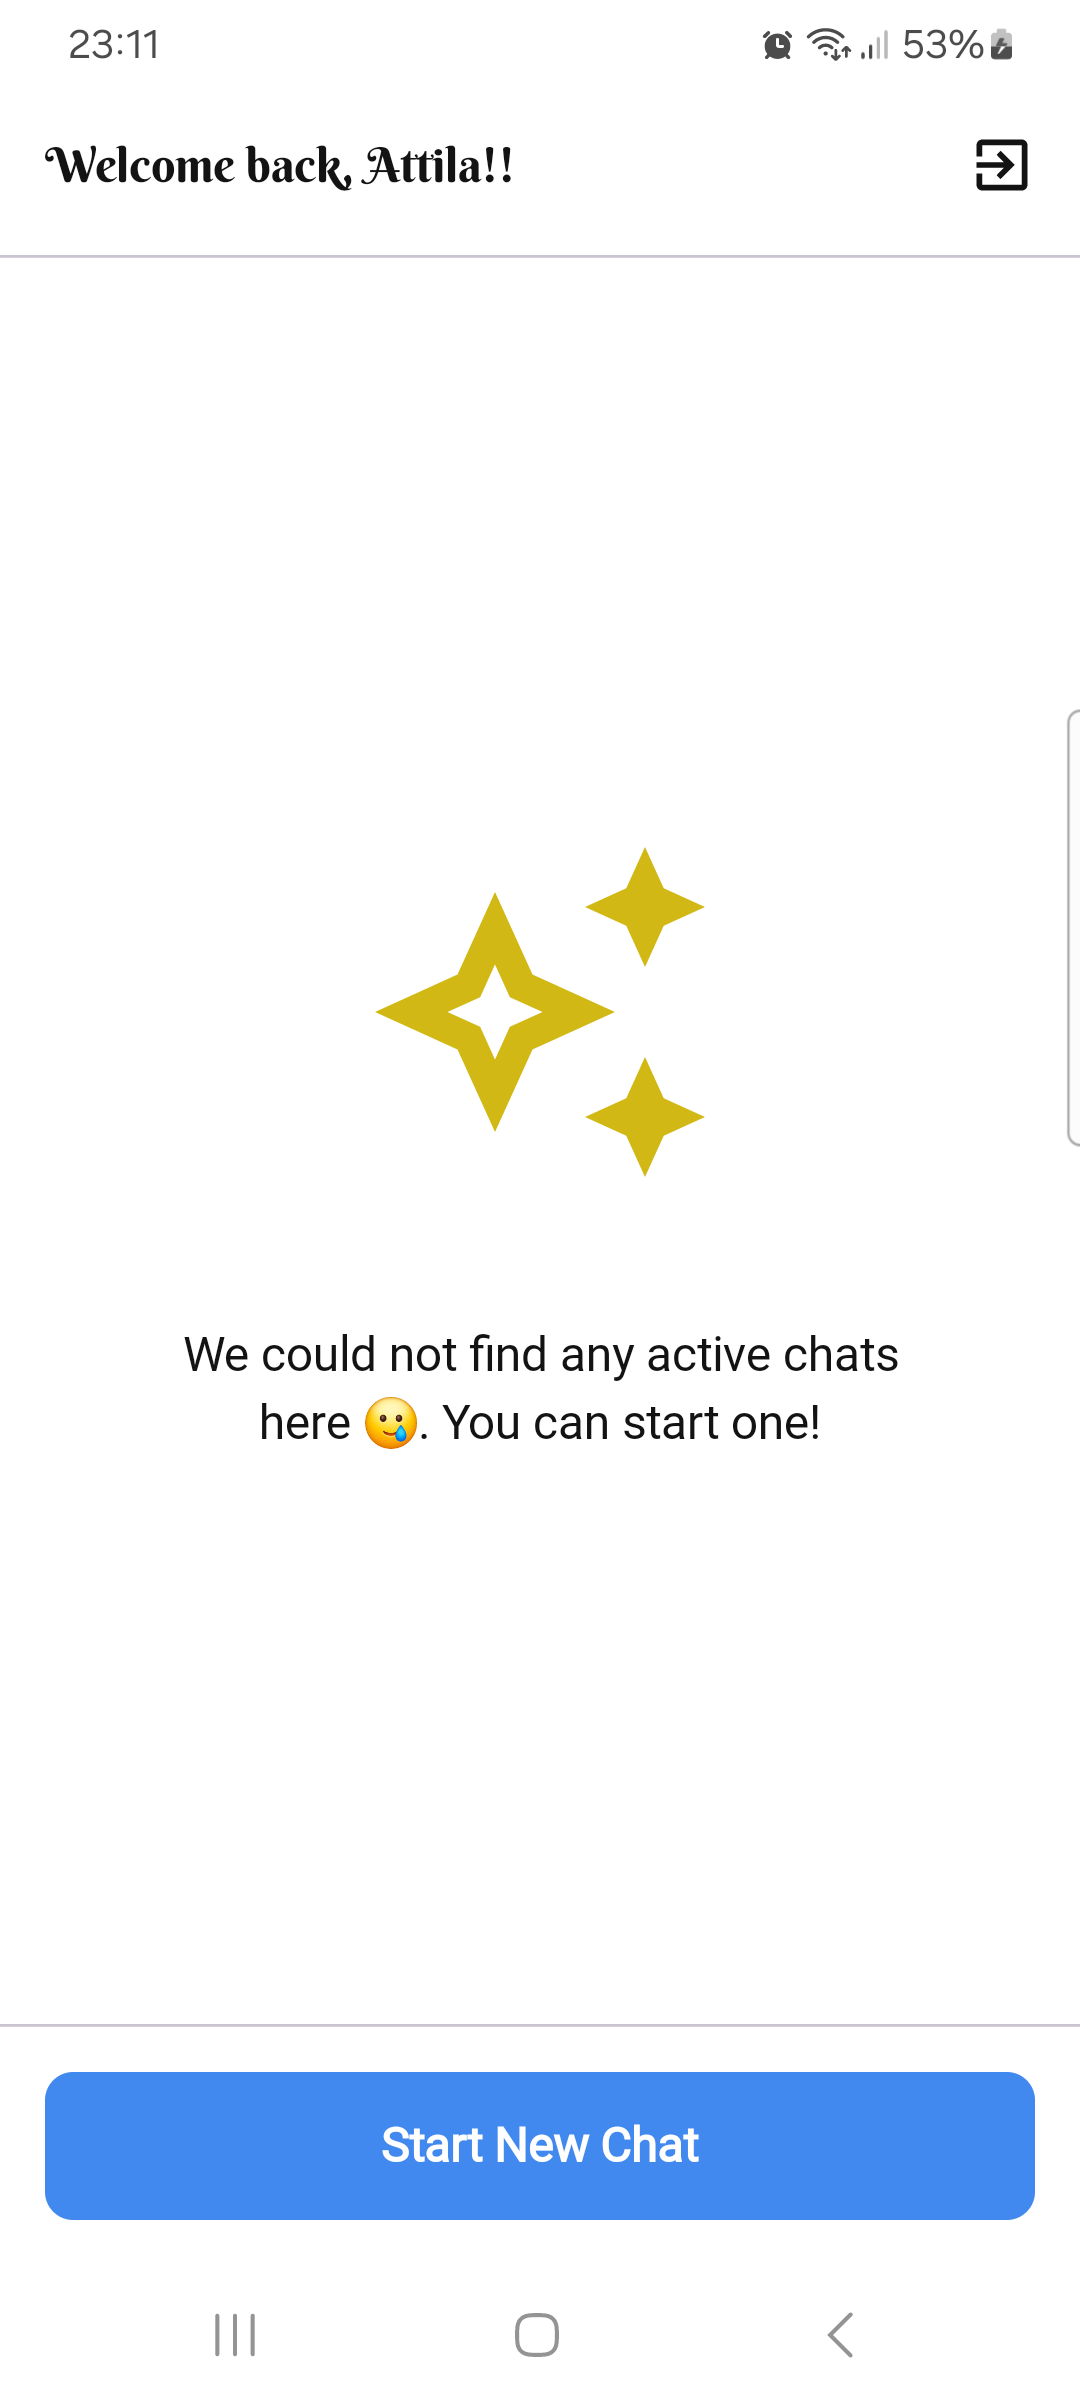 23:11
53%
Welcome back, Attila!!
We could not find any active chats
here 🥲. You can start one!
Start New Chat